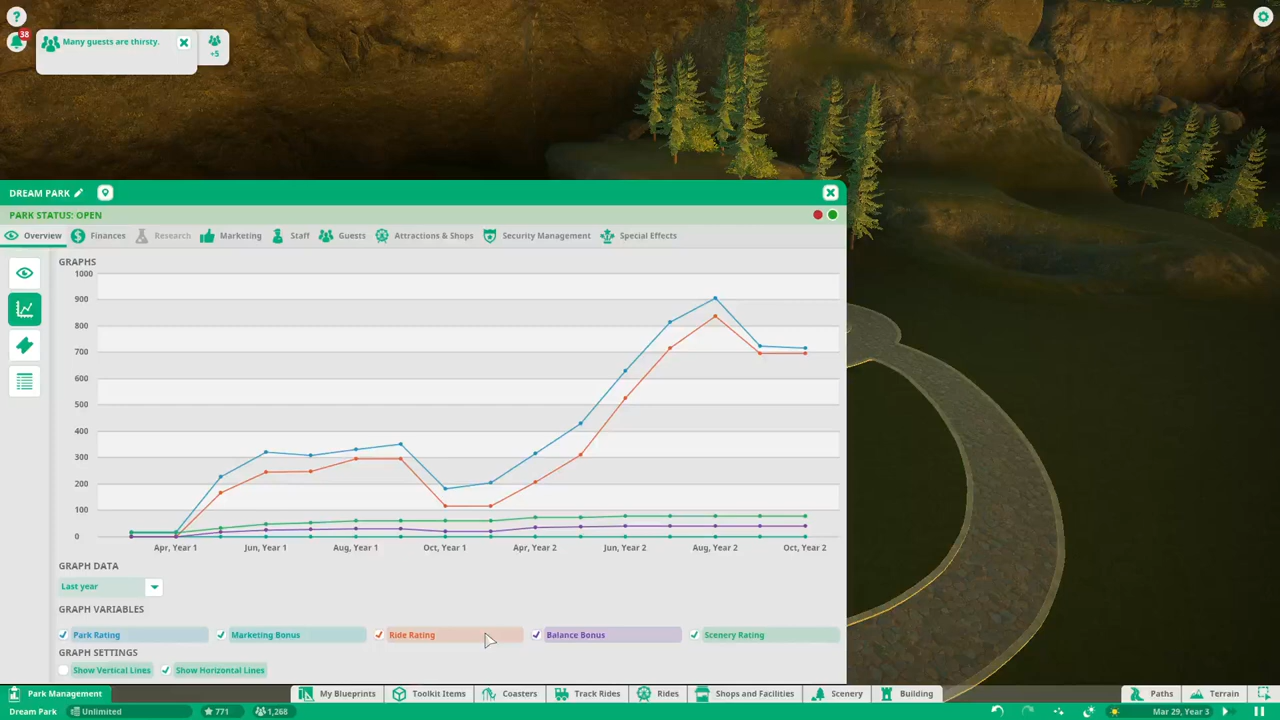 ?
38
Many guests are thirsty.
+5
DREAM PARK
PARK STATUS: OPEN
Overview
Finances
Research
Marketing
Staff
Guests
Attractions & Shops
Security Management
Special Effects
GRAPHS
1000
900
800
700
600
500
400
300
200
100
0
Apr, Year 1
Jun, Year 1
Aug, Year 1
Oct, Year 1
Apr, Year 2
Jun, Year 2
Aug, Year 2
Oct, Year 2
GRAPH DATA
Last year
GRAPH VARIABLES
Park Rating
Marketing Bonus
Ride Rating
Balance Bonus
Scenery Rating
GRAPH SETTINGS
Show Vertical Lines
Show Horizontal Lines
Park Management
My Blueprints
Toolkit Items
Coasters
Track Rides
Rides
Shops and Facilities
Scenery
Building
Paths
Terrain
Dream Park
Unlimited
771
1,268
Mar 29, Year 3